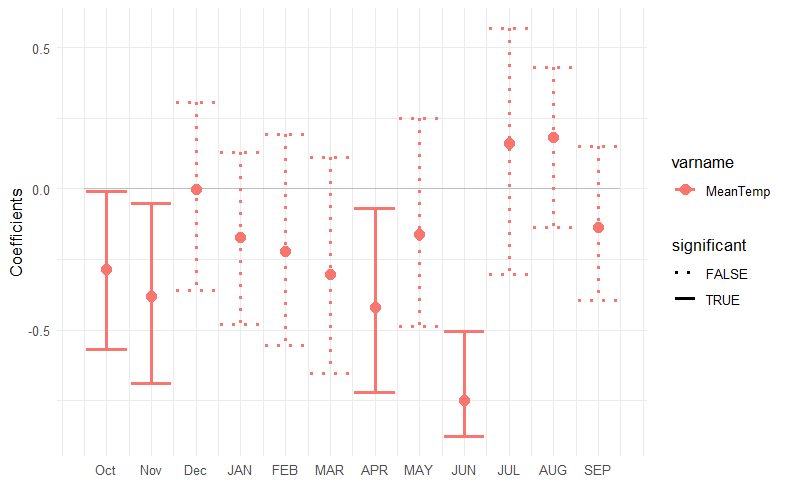 0.5
0.0
-0.5
Coefficients
Oct Nov Dec JAN FEB MAR APR MAY JUN JUL AUG SEP
varname
MeanTemp
significant
FALSE
TRUE